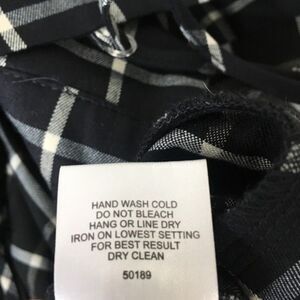 HAND WASH COLD
DO NOT BLEACH
HANG OR LINE DRY
IRON ON LOWEST SETTING
FOR BEST RESULT
DRY CLEAN
50189